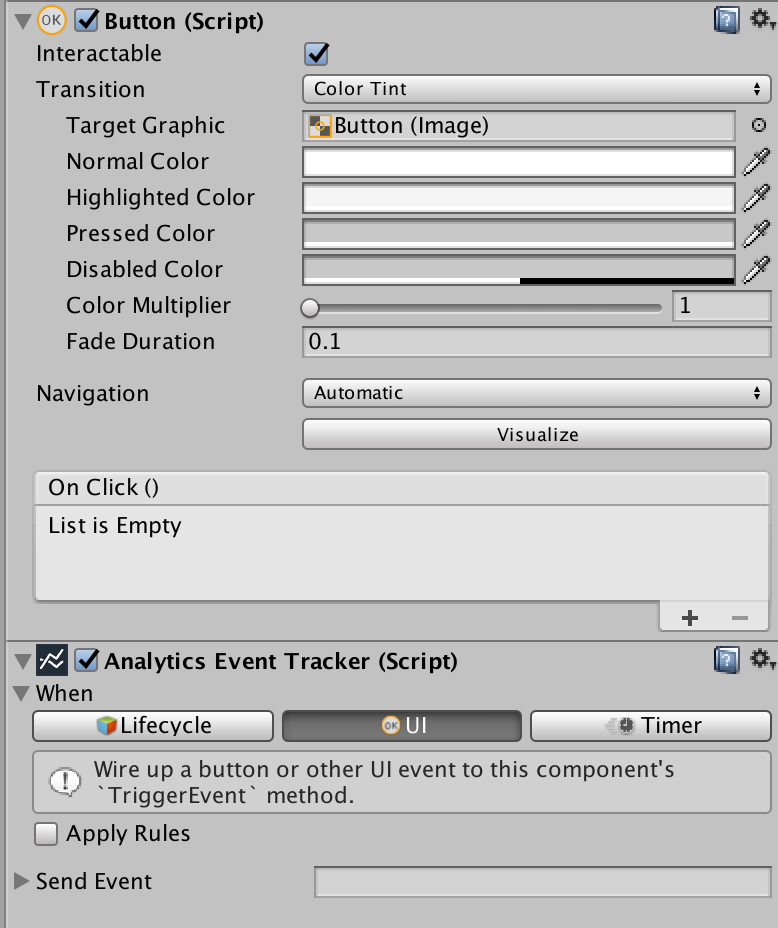 OK Button (Script)
Interactable
Transition Color Tint
Target Graphic Button (Image)
Normal Color
Highlighted Color
Pressed Color
Disabled Color
Color Multiplier 1
Fade Duration 0.1
Navigation Automatic
Visualize
On Click ()
List is Empty
+ −
Analytics Event Tracker (Script)
When
Lifecycle OK UI Timer
Wire up a button or other UI event to this component's
`TriggerEvent` method.
Apply Rules
Send Event